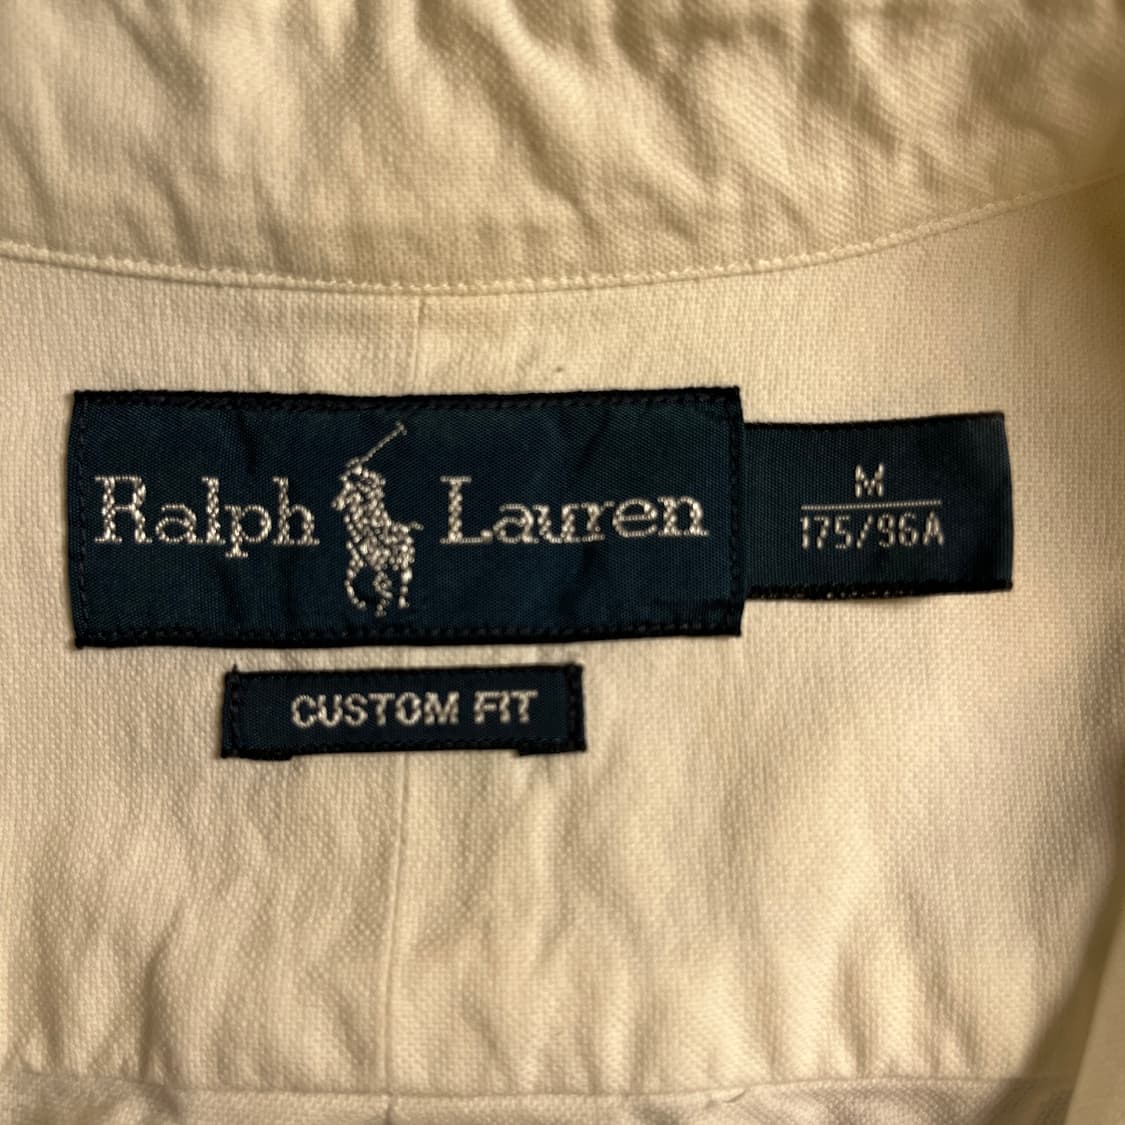 Ralph Lauren
M
175/96A
CUSTOM FIT